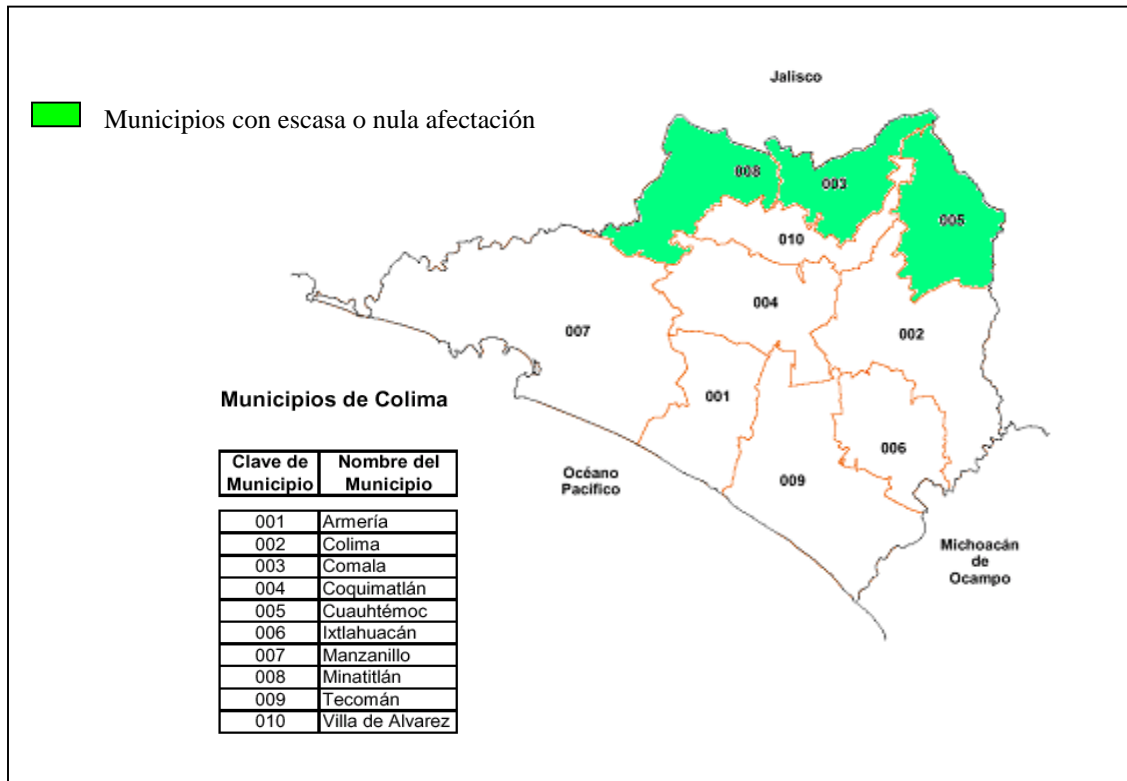 Jalisco
Municipios con escasa o nula afectación
008
003
005
010
004
007
002
001
006
009
Océano
Pacífico
Michoacán
de
Ocampo
Municipios de Colima
Clave de Municipio Nombre del Municipio
001 Armería
002 Colima
003 Comala
004 Coquimatlán
005 Cuauhtémoc
006 Ixtlahuacán
007 Manzanillo
008 Minatitlán
009 Tecomán
010 Villa de Alvarez